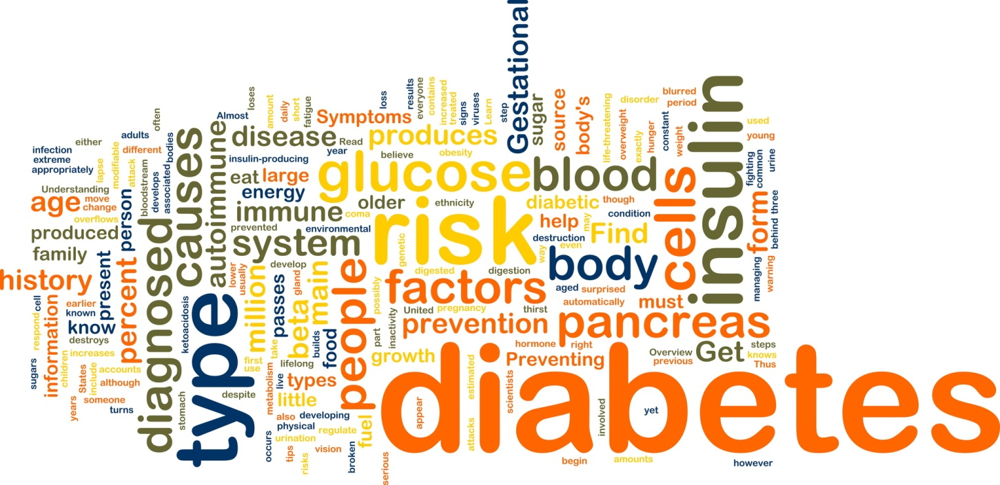 Gestational
losses
Almost
amount
daily
short
fatigue
Symptoms
loss
results
everyone
contains
increased
treated
signs
viruses
Learn
step
sugar
source
body's
life-threatening
disorder
overweight
exactly
hunger
constant
weight
blurred
period
insulin
used
young
often
adults
either
different
bodies
infection
extreme
appropriately
lapse
modifiable
attack
bloodstream
develops
associated
causes
autoimmune
disease
Read
produces
year
insulin-producing
believe
obesity
glucose
blood
cells
fighting
common
urine
eat
large
energy
Understanding
age
move
change
overflows
person
immune
coma
older
ethnicity
risk
diabetic
though
condition
help
may
Find
form
three
behind
produced
family
prevented
environmental
system
genetic
destruction
even
way
body
history
present
percent
diagnosed
lower
usually
develop
gland
million
passes
beta
main
people
digested
digestion
factors
possibly
aged
surprised
automatically
must
managing
warning
respond
cell
information
earlier
known
know
destroys
increases
children
ketoacidosis
type
take
builds
food
part
inactivity
United
pregnancy
thirst
prevention
pancreas
sugars
States
include
accounts
although
first
use
lifelong
growth
hormone
right
Overview
previous
Get
steps
knows
Thus
years
someone
turns
stomach
despite
metabolism
live
types
little
Preventing
diabetes
estimated
scientists
appear
attacks
involved
yet
also
developing
physical
regulate
urination
fuel
occurs
tips
risks
vision
broken
serious
begin
amounts
however